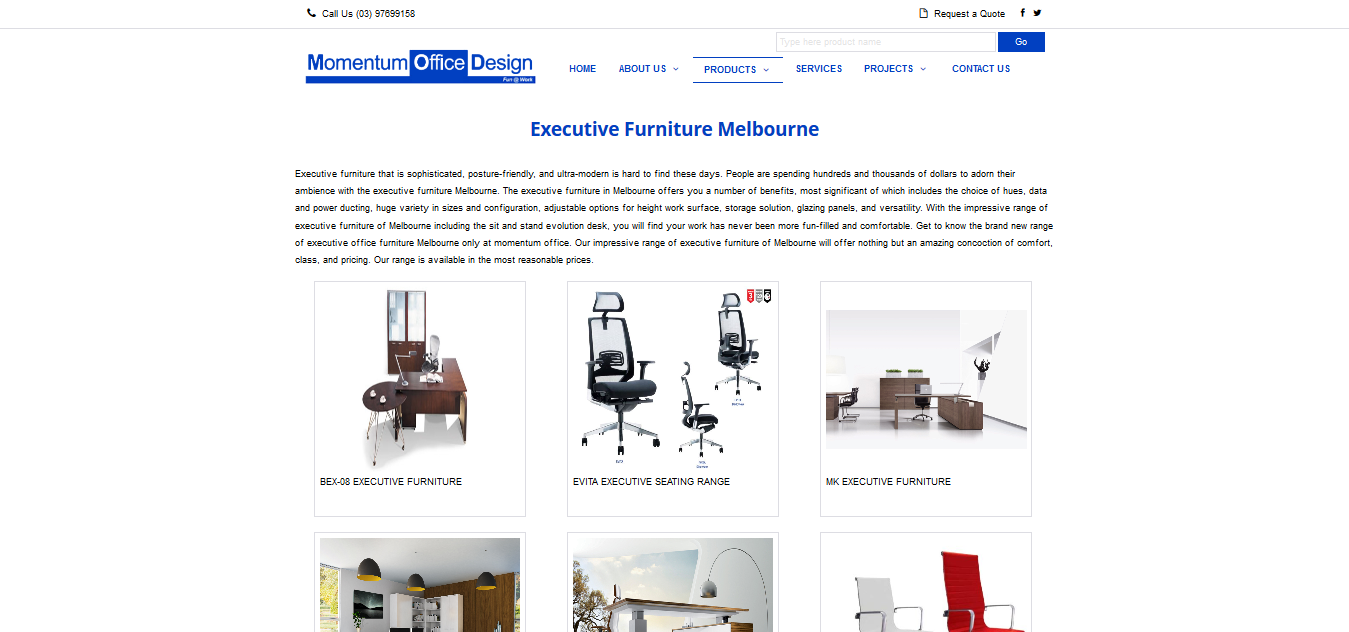 Call Us (03) 97699158
Request a Quote
Type here product name
Go
Momentum Office Design
Fun @ Work
HOME
ABOUT US
PRODUCTS
SERVICES
PROJECTS
CONTACT US
Executive Furniture Melbourne
Executive furniture that is sophisticated, posture-friendly, and ultra-modern is hard to find these days. People are spending hundreds and thousands of dollars to adorn their
ambience with the executive furniture Melbourne. The executive furniture in Melbourne offers you a number of benefits, most significant of which includes the choice of hues, data
and power ducting, huge variety in sizes and configuration, adjustable options for height work surface, storage solution, glazing panels, and versatility. With the impressive range of
executive furniture of Melbourne including the sit and stand evolution desk, you will find your work has never been more fun-filled and comfortable. Get to know the brand new range
of executive office furniture Melbourne only at momentum office. Our impressive range of executive furniture of Melbourne will offer nothing but an amazing concoction of comfort,
class, and pricing. Our range is available in the most reasonable prices.
BEX-08 EXECUTIVE FURNITURE
EVITA EXECUTIVE SEATING RANGE
MK EXECUTIVE FURNITURE